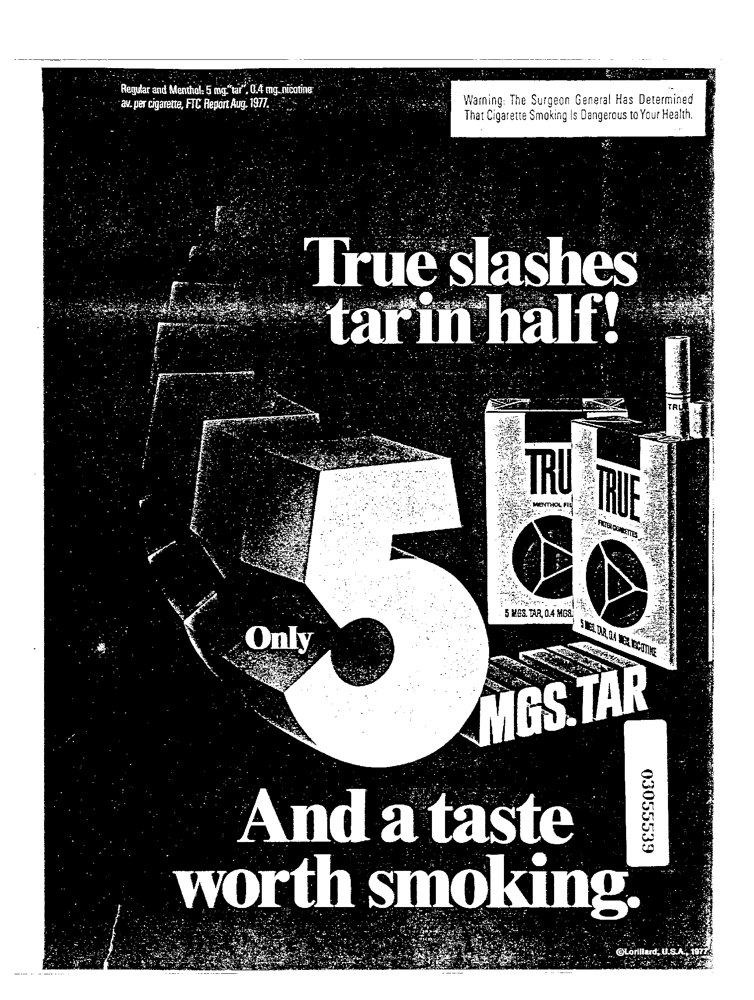 Regular and Menthol: 5 mg. "tar", 0.4 mg. nicotine
av. per cigarette, FTC Report Aug. 1977.
Warning: The Surgeon General Has Determined
That Cigarette Smoking Is Dangerous to Your Health.
True slashes
tar in half!
TRUE
TRU
MENTHOL FIL
TRUE
FILTER CIGARETTES
5 MGS. TAR, 0.4 MGS.
5 MGS. TAR, 0.4 MGS. NICOTINE
Only
5
MGS. TAR
And a taste
worth smoking.
03055539
©Lorillard, U.S.A., 1977